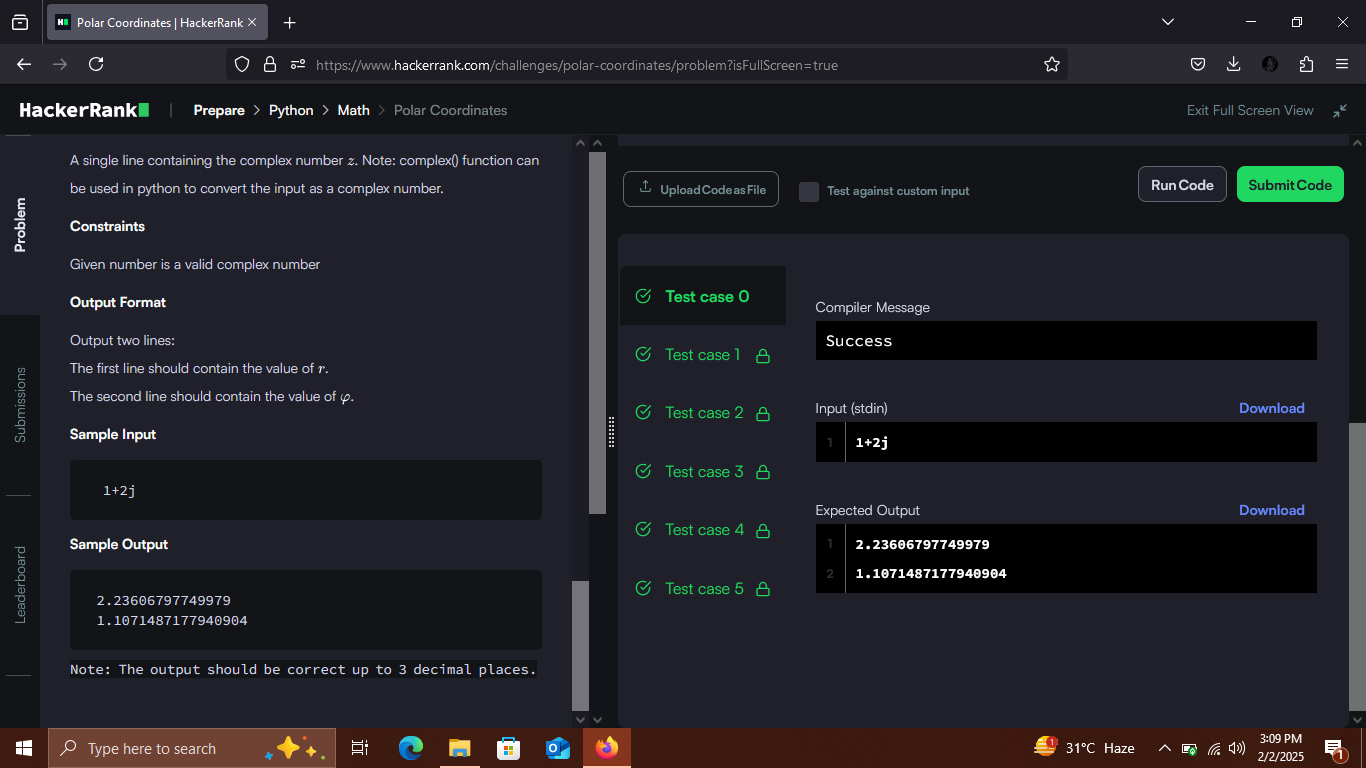 Polar Coordinates | HackerRank
https://www.hackerrank.com/challenges/polar-coordinates/problem?isFullScreen=true
HackerRank
Prepare > Python > Math > Polar Coordinates
Exit Full Screen View
Problem
Submissions
Leaderboard
A single line containing the complex number z. Note: complex() function can
be used in python to convert the input as a complex number.
Constraints
Given number is a valid complex number
Output Format
Output two lines:
The first line should contain the value of r.
The second line should contain the value of φ.
Sample Input
1+2j
Sample Output
2.23606797749979
1.1071487177940904
Note: The output should be correct up to 3 decimal places.
Upload Code as File
Test against custom input
Run Code
Submit Code
Test case 0
Test case 1
Test case 2
Test case 3
Test case 4
Test case 5
Compiler Message
Success
Input (stdin)
Download
1 1+2j
Expected Output
Download
1 2.23606797749979
2 1.1071487177940904
Type here to search
1
31°C Haze
3:09 PM
2/2/2025
1